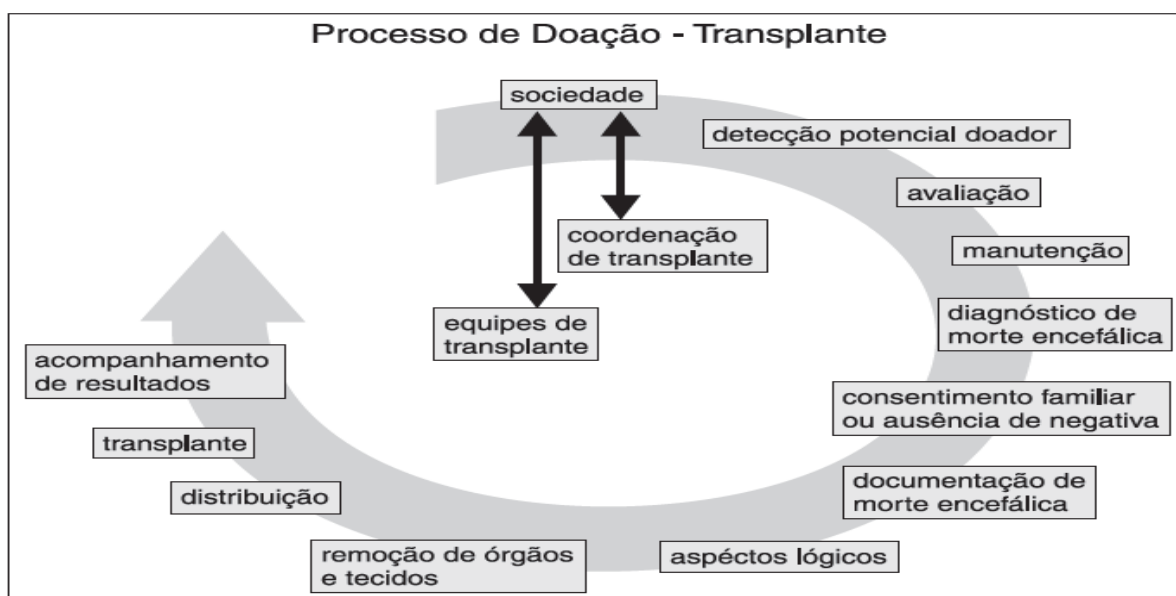 Processo de Doação - Transplante
sociedade
detecção potencial doador
avaliação
manutenção
diagnóstico de
morte encefálica
consentimento familiar
ou ausência de negativa
documentação de
morte encefálica
aspéctos lógicos
remoção de órgãos
e tecidos
distribuição
transplante
acompanhamento
de resultados
coordenação
de transplante
equipes de
transplante